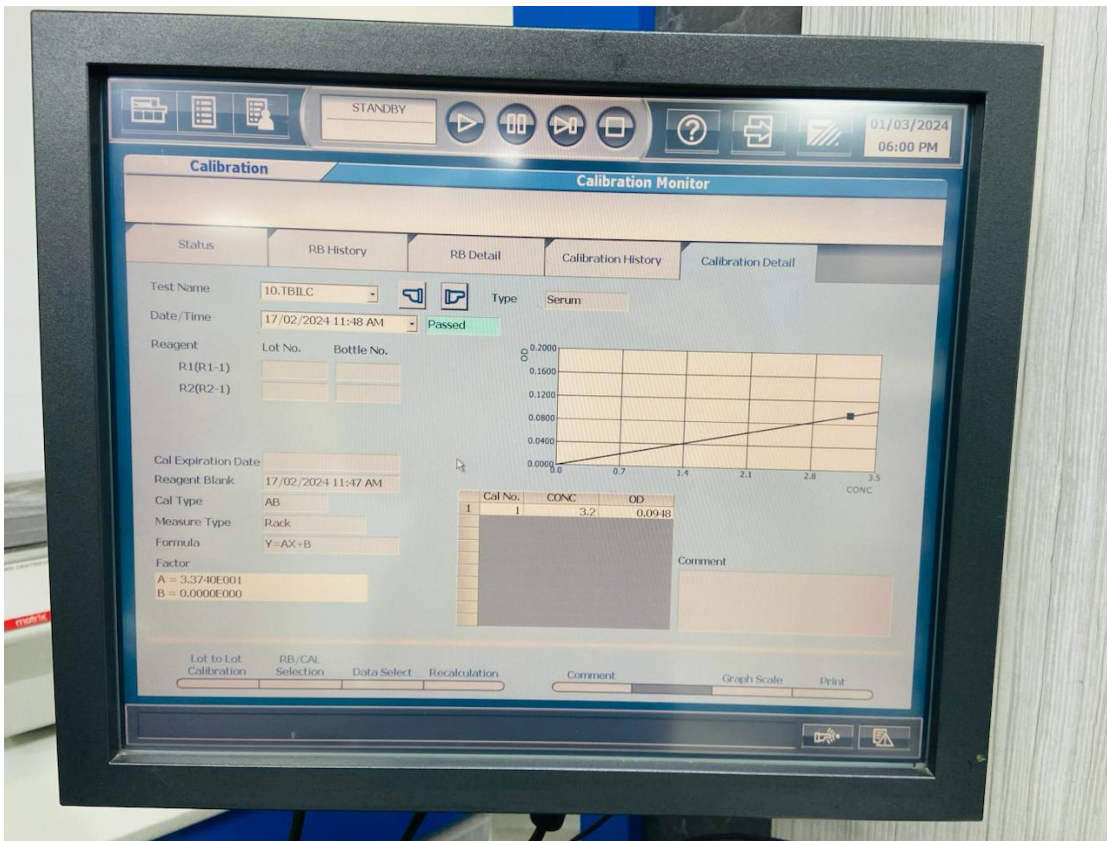 STANDBY
01/03/2024
06:00 PM
Calibration
Calibration Monitor
Status
RB History
RB Detail
Calibration History
Calibration Detail
Test Name
10.TBILC
Type
Serum
Date/Time
17/02/2024 11:48 AM
Passed
Reagent
Lot No.
Bottle No.
R1(R1-1)
R2(R2-1)
OD
0.2000
0.1600
0.1200
0.0800
0.0400
0.0000
0.0
0.7
1.4
2.1
2.8
3.5
CONC
Cal Expiration Date
Reagent Blank
17/02/2024 11:47 AM
Cal Type
AB
Measure Type
Rack
Formula
Y=AX+B
Factor
A = 3.3740E001
B = 0.0000E000
Cal No. CONC OD
1 1 3.2 0.0948
Comment
Lot to Lot
Calibration
RB/CAL
Selection
Data Select
Recalculation
Comment
Graph Scale
Print
matrix